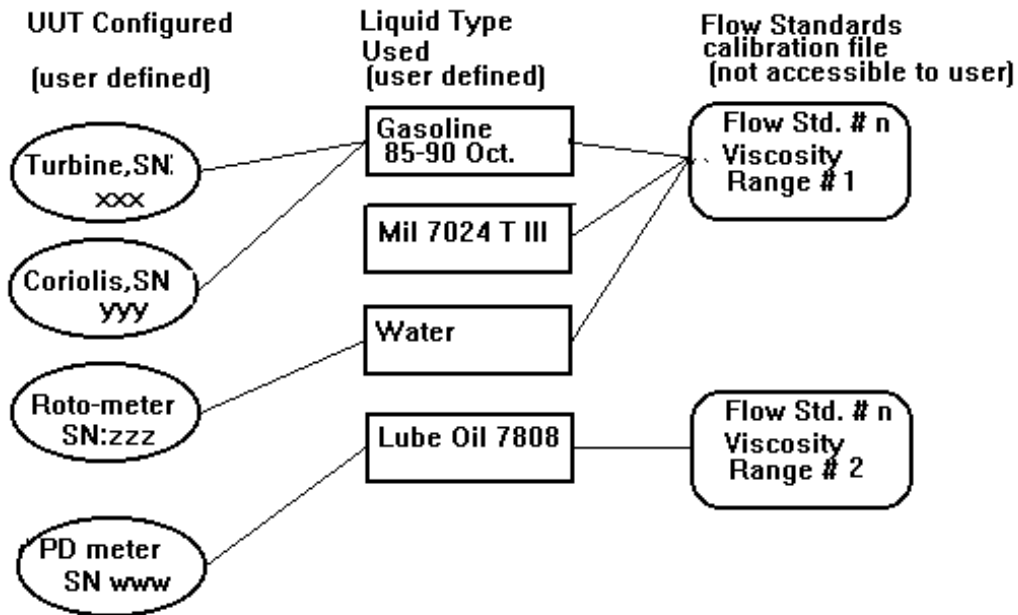 UUT Configured
(user defined)
Liquid Type
Used
(user defined)
Flow Standards
calibration file
(not accessible to user)
Turbine,SN:
xxx
Coriolis,SN
yyy
Roto-meter
SN:zzz
PD meter
SN www
Gasoline
85-90 Oct.
Mil 7024 T III
Water
Lube Oil 7808
Flow Std. # n
Viscosity
Range # 1
Flow Std. # n
Viscosity
Range # 2